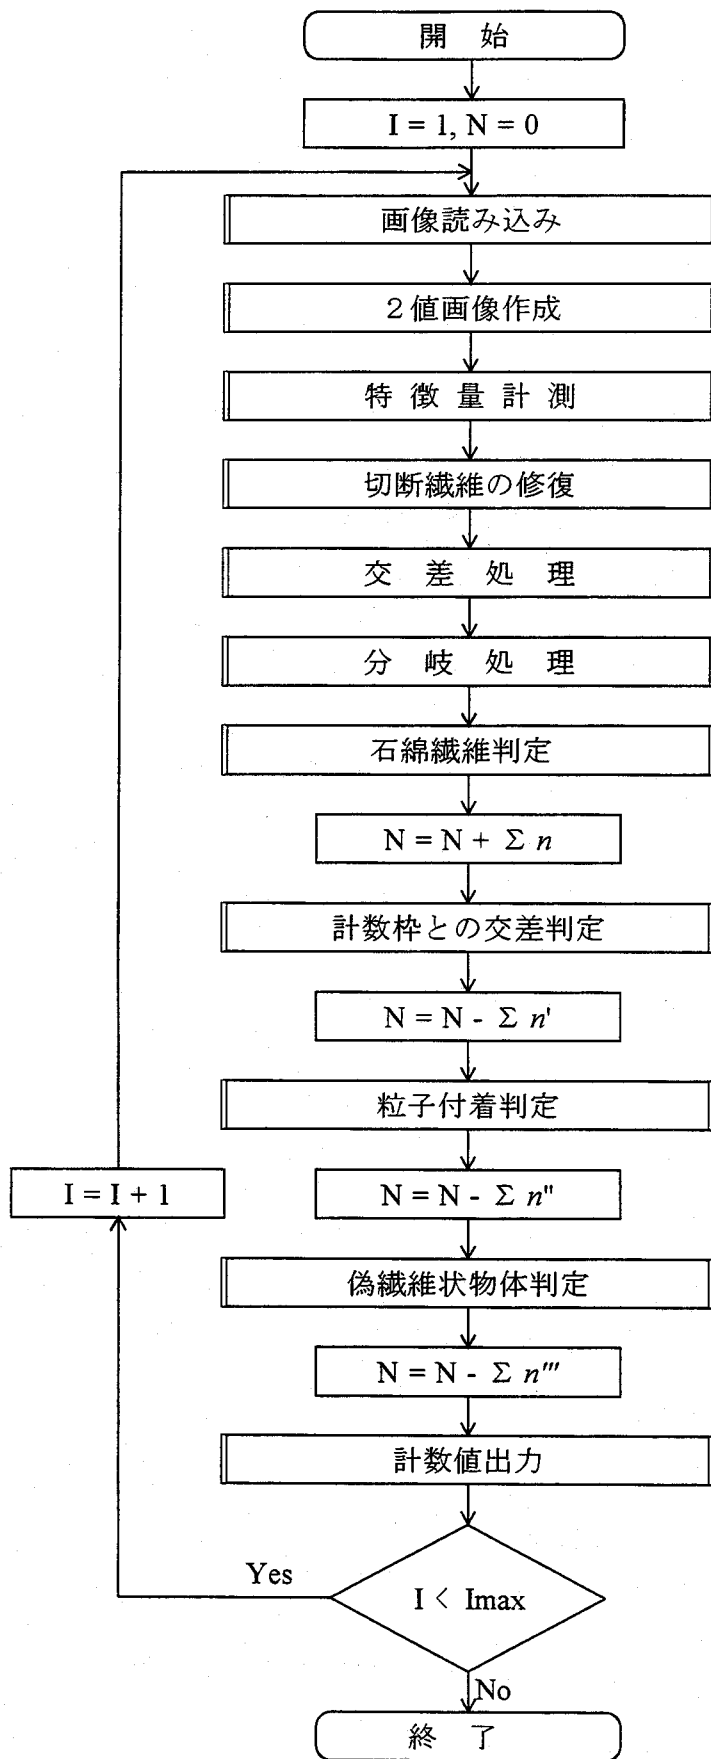 開 始
I = 1, N = 0
画像読み込み
２値画像作成
特 徴 量 計 測
切断繊維の修復
交 差 処 理
分 岐 処 理
石綿繊維判定
N = N + Σ n
計数枠との交差判定
N = N - Σ n'
粒子付着判定
I = I + 1
N = N - Σ n"
偽繊維状物体判定
N = N - Σ n'''
計数値出力
Yes
I < Imax
No
終 了